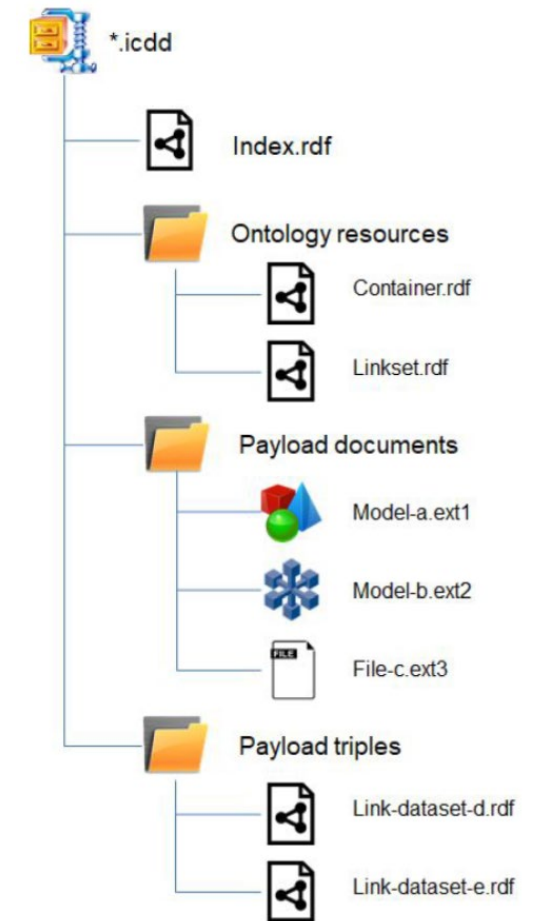 *.icdd
Index.rdf
Ontology resources
Container.rdf
Linkset.rdf
Payload documents
Model-a.ext1
Model-b.ext2
FILE
File-c.ext3
Payload triples
Link-dataset-d.rdf
Link-dataset-e.rdf